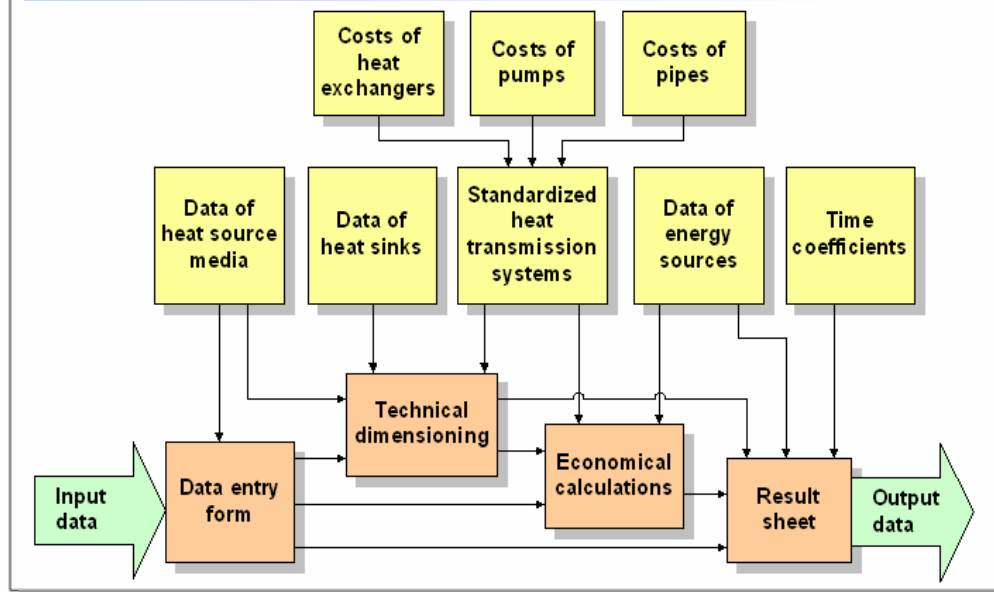 Costs of
heat
exchangers
Costs of
pumps
Costs of
pipes
Data of
heat source
media
Data of
heat sinks
Standardized
heat
transmission
systems
Data of
energy
sources
Time
coefficients
Technical
dimensioning
Economical
calculations
Input
data
Data entry
form
Result
sheet
Output
data